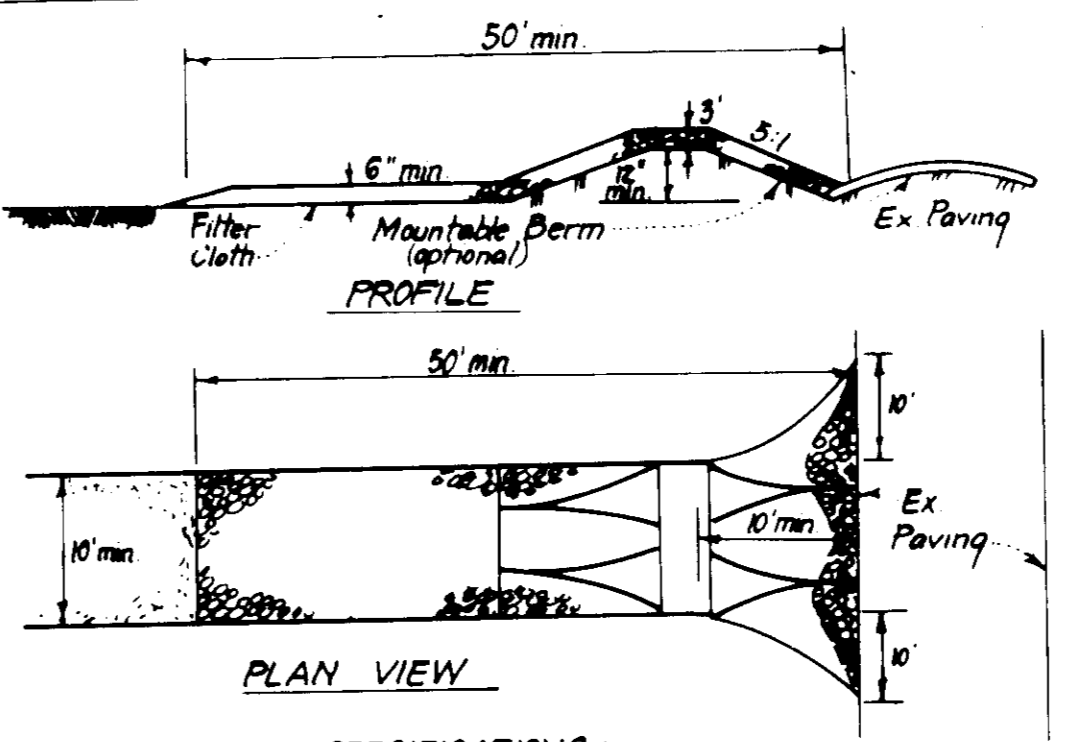 50' min.
3'
5:1
6" min.
12"
min.
Filter
Cloth
Mountable Berm
(optional)
Ex Paving
PROFILE
50' min.
10'
10' min.
10' min.
Ex.
Paving
10'
PLAN VIEW